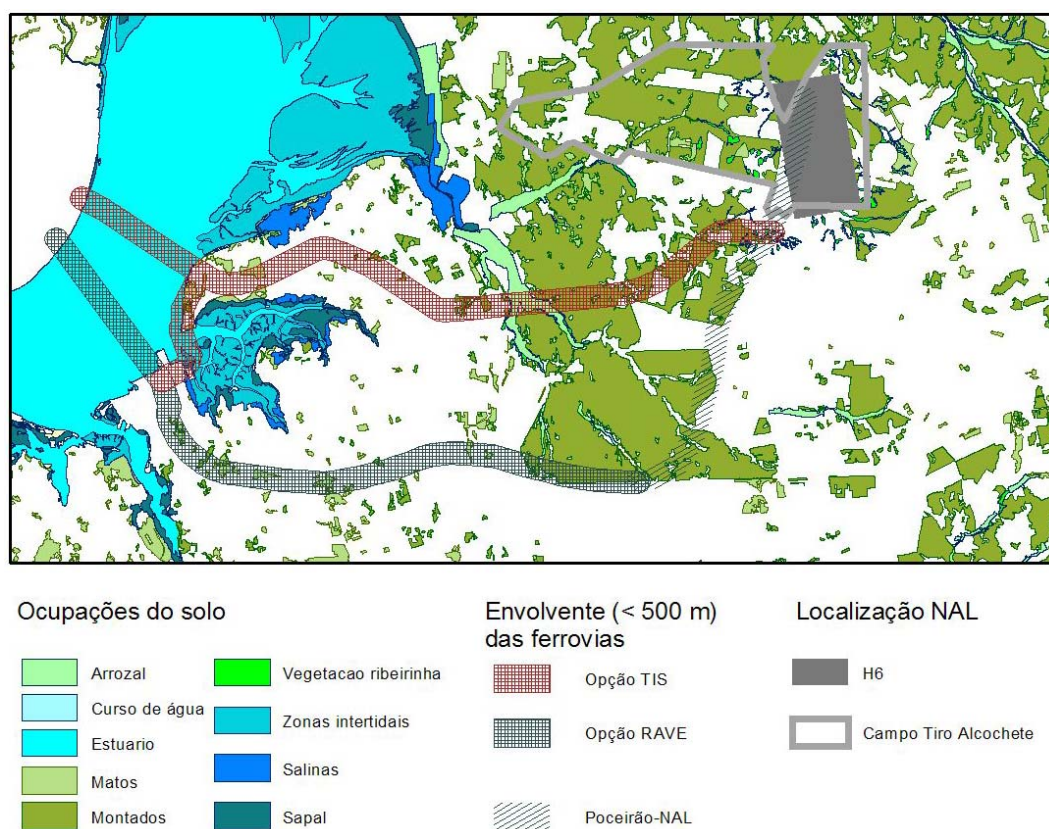 Ocupações do solo
Arrozal
Curso de água
Estuario
Matos
Montados
Vegetacao ribeirinha
Zonas intertidais
Salinas
Sapal
Envolvente (< 500 m)
das ferrovias
Opção TIS
Opção RAVE
Poceirão-NAL
Localização NAL
H6
Campo Tiro Alcochete